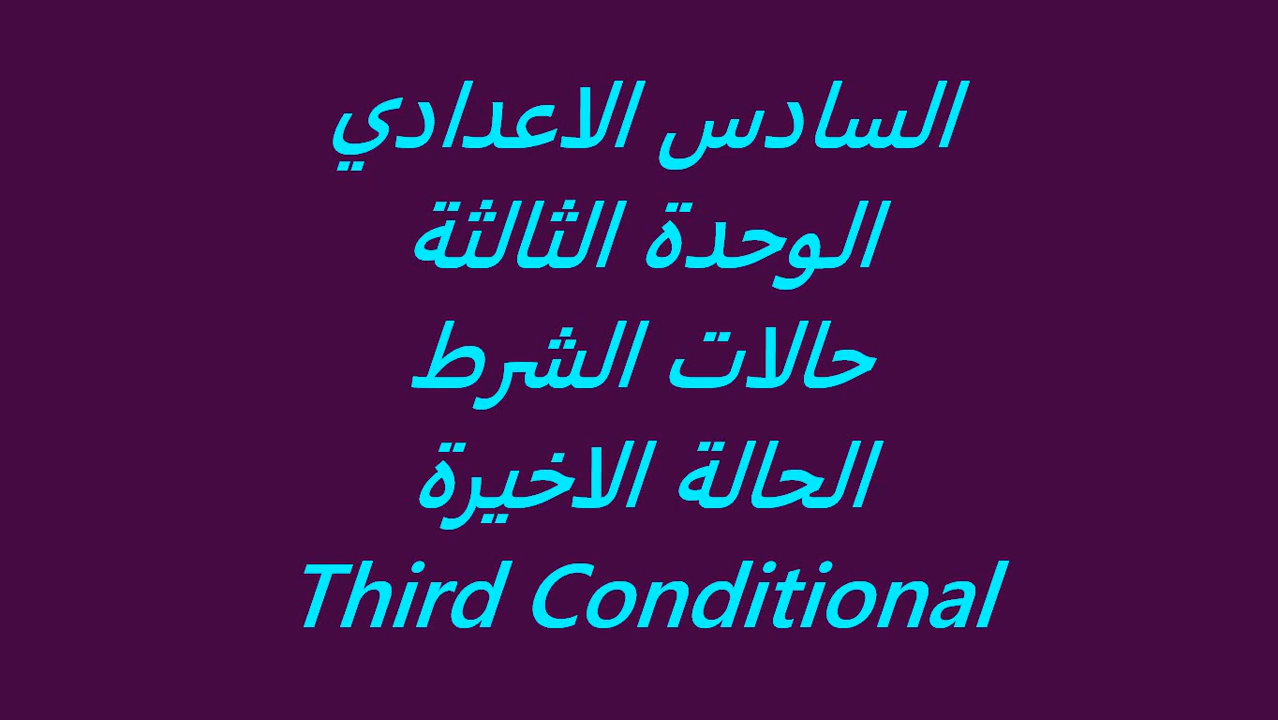 السادس الاعدادي
الوحدة الثالثة
حالات الشرط
الحالة الاخيرة
Third Conditional